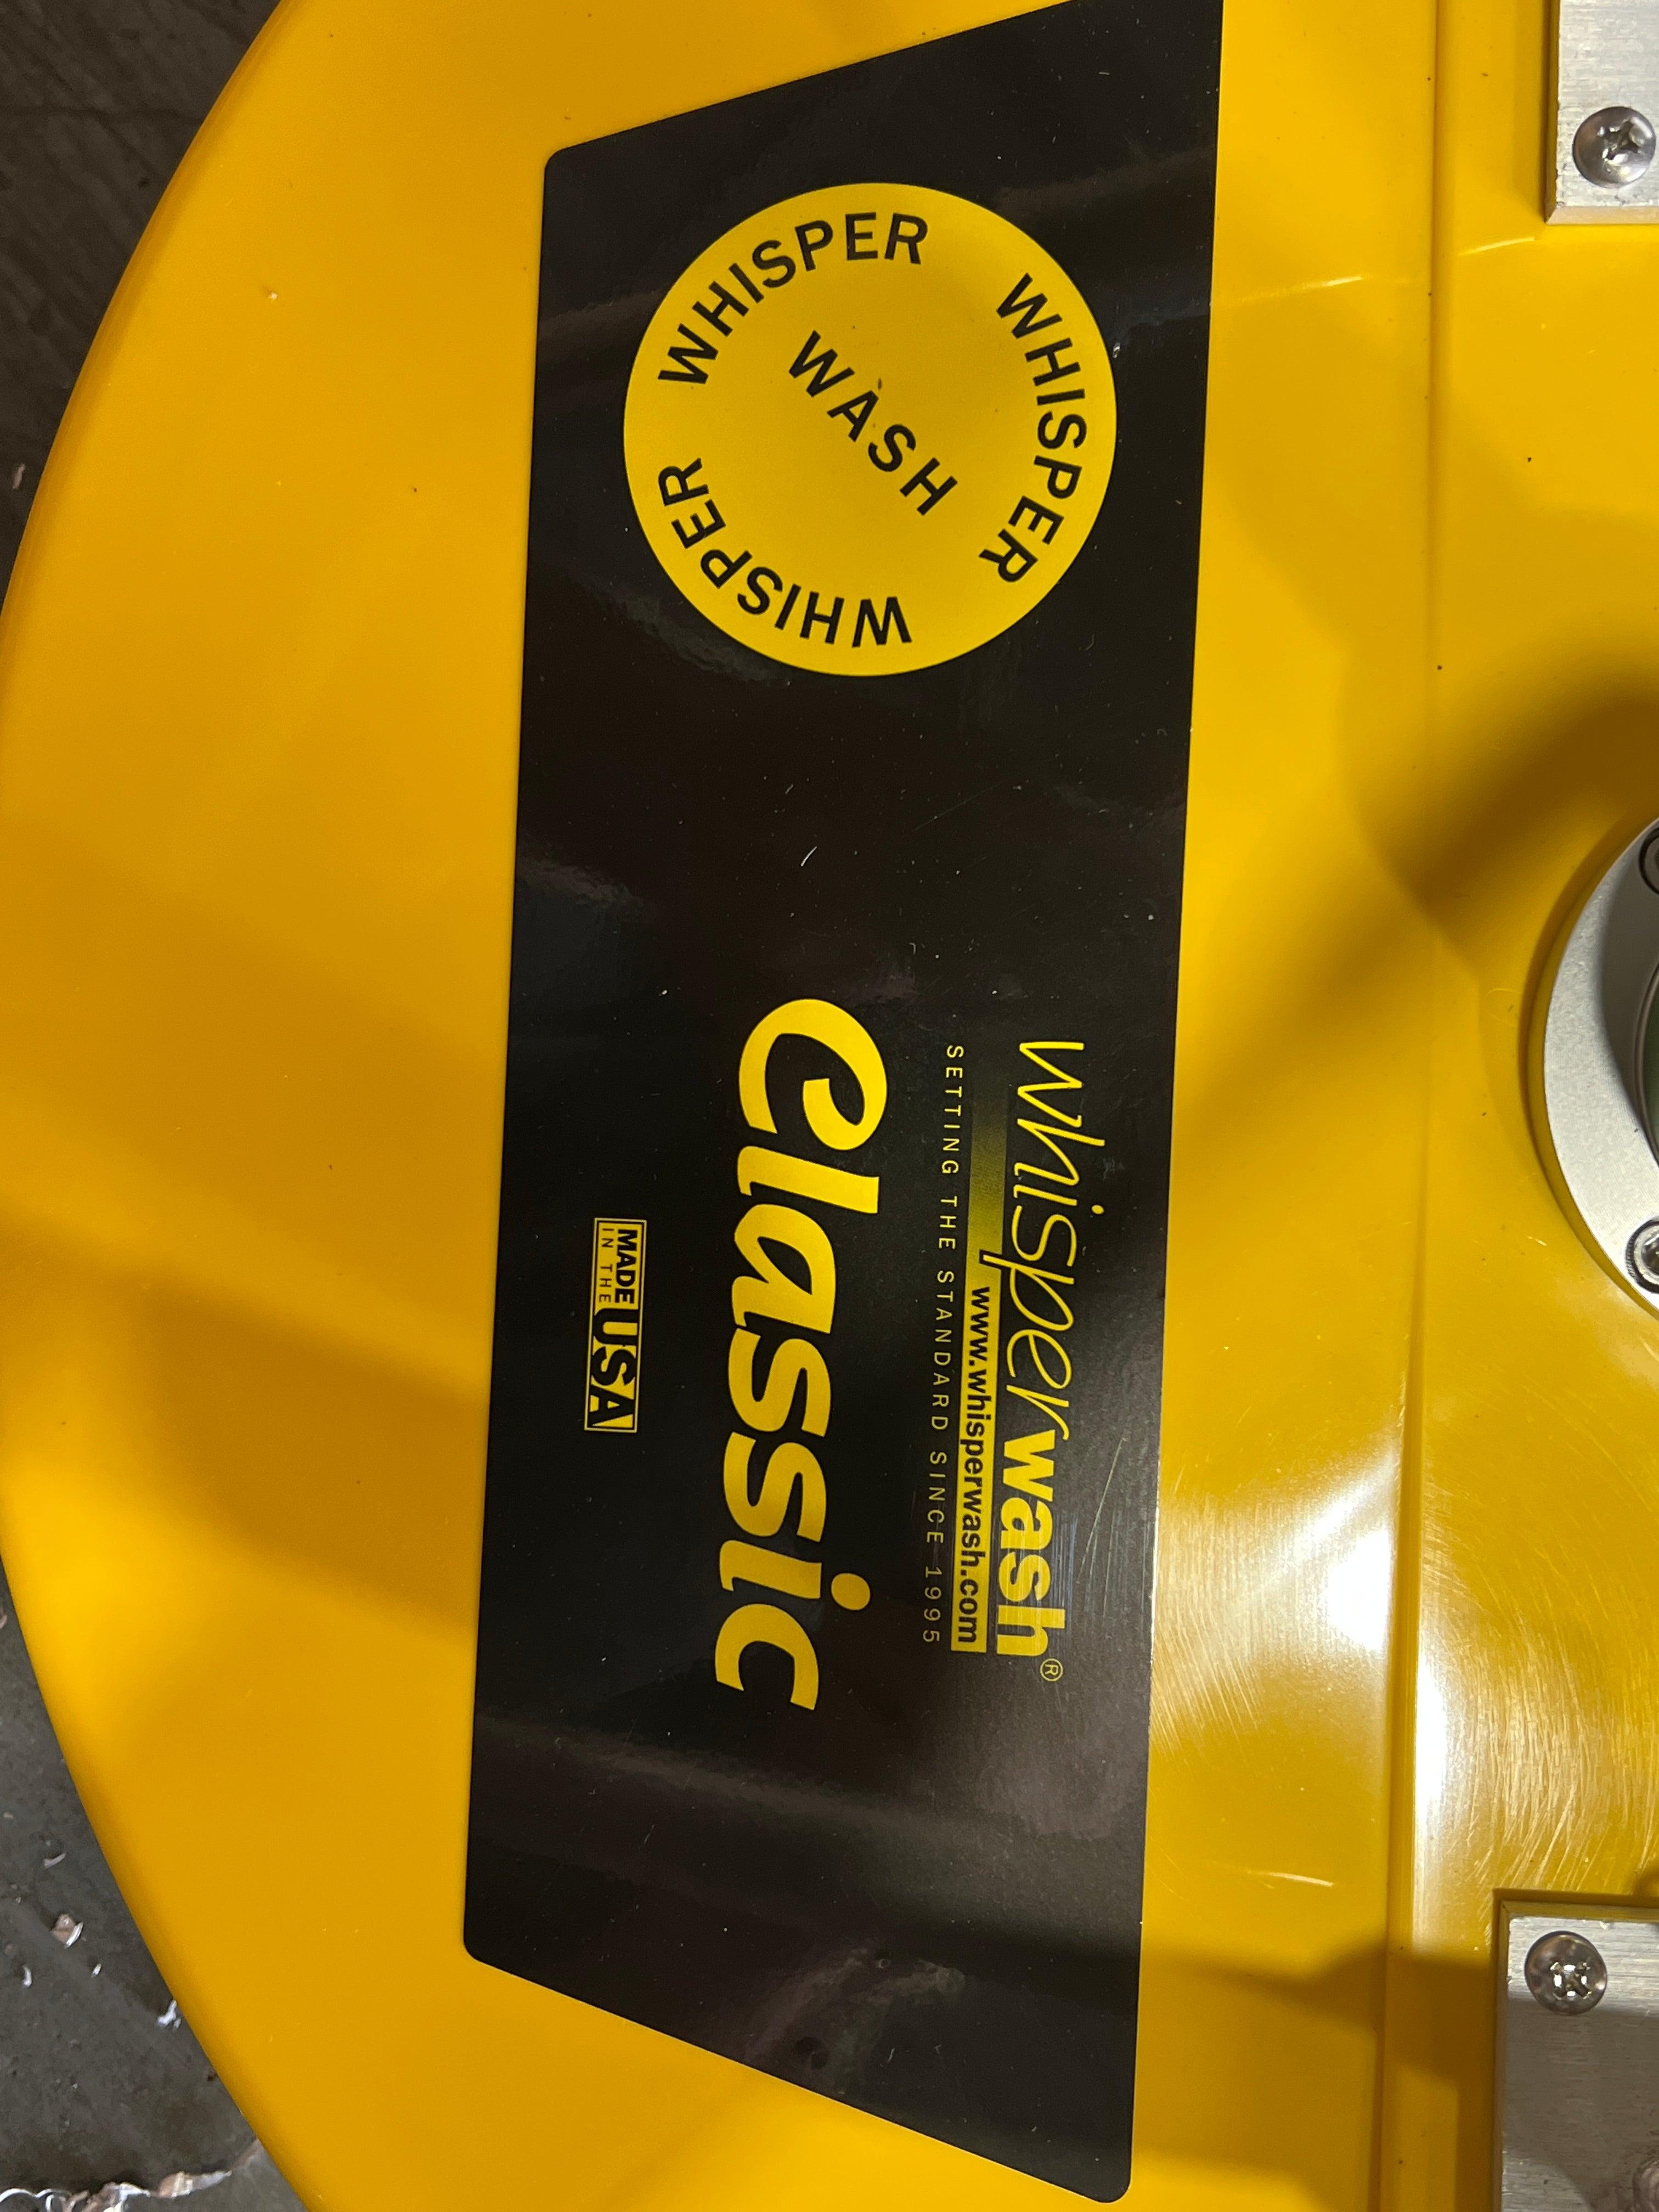 WHISPER WHISPER WHISPER
WASH
whisperwash®
www.whisperwash.com
SETTING THE STANDARD SINCE 1995
Classic
MADE
IN THE
USA